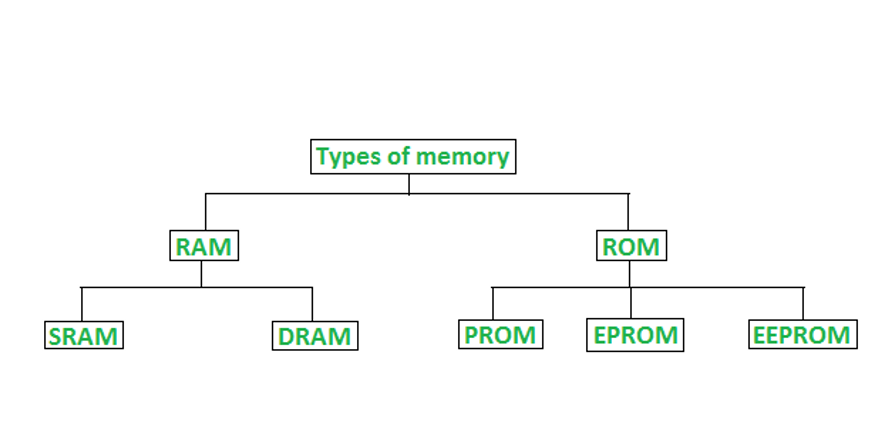 Types of memory
RAM
ROM
SRAM
DRAM
PROM
EPROM
EEPROM